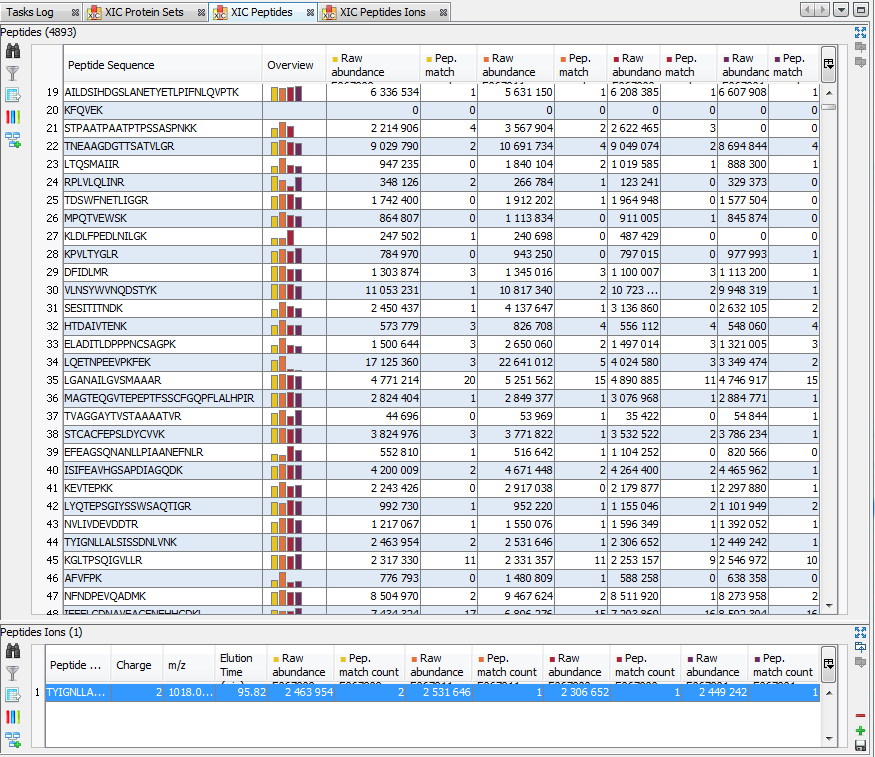 Tasks Log XIC Protein Sets XIC Peptides XIC Peptides Ions
Peptides (4893)
Peptide Sequence Overview Raw abundance Pep. match Raw abundance Pep. match Raw abundance Pep. match Raw abundance Pep. match
19 AILDSIHDGSLANETYETLPIFNLQVPTK 6 336 534 1 5 631 150 1 6 208 385 1 6 607 908 1
20 KFQVEK 0 0 0 0 0 0 0 0
21 STPAATPAATPTPSSASPNKK 2 214 906 4 3 567 904 2 2 622 465 3 0 0
22 TNEAAGDGTTSATVLGR 9 029 790 2 10 691 734 4 9 049 074 2 8 694 844 4
23 LTQSMAIIR 947 235 0 1 840 104 2 1 019 585 1 888 300 1
24 RPLVLQLINR 348 126 2 266 784 1 123 241 0 329 373 0
25 TDSWFNETLIGGR 1 742 400 0 1 912 202 1 1 964 948 0 1 577 504 0
26 MPQTVEWSK 864 807 0 1 113 834 0 911 005 1 845 874 0
27 KLDLFPEDLNILGK 247 502 1 240 698 0 487 429 0 0 0
28 KPVLTYGLR 784 970 0 943 250 0 797 015 0 977 993 1
29 DFIDLMR 1 303 874 3 1 345 016 3 1 100 007 3 1 113 200 1
30 VLNSYWVNQDSTYK 11 053 231 1 10 817 340 2 10 723 ... 2 9 948 319 1
31 SESITITNDK 2 450 437 1 4 137 647 1 3 136 860 0 2 632 105 2
32 HTDAIVTENK 573 779 3 826 708 4 556 112 4 548 060 4
33 ELADITLDPPPNCSAGPK 1 500 644 3 2 650 060 2 1 497 014 3 1 321 005 3
34 LQETNPEEVPKFEK 17 125 360 3 22 641 012 5 4 024 580 3 3 349 474 2
35 LGANAILGVSMAAAR 4 771 214 20 5 251 562 15 4 890 885 11 4 746 917 15
36 MAGTEQGVTEPEPTFSSCFGQPFLALHPIR 2 824 404 1 2 849 377 1 3 076 968 1 2 884 771 1
37 TVAGGAYTVSTAAAATVR 44 696 0 53 969 1 35 422 0 54 844 1
38 STCACFEPSLDYCVVK 3 824 976 3 3 771 822 1 3 532 522 2 3 786 234 1
39 EFEAGSQNANLLPIAANEFNLR 552 810 1 516 642 1 1 104 252 0 820 566 0
40 ISIFEAVHGSAPDIAGQDK 4 200 009 2 4 671 448 2 4 264 400 2 4 465 962 1
41 KEVTEPKK 2 243 426 0 2 917 038 0 2 179 877 1 2 297 880 1
42 LYQTEPSGIYSSWSAQTIGR 992 730 1 952 220 1 1 155 046 2 1 101 949 2
43 NVLIVDEVDDTR 1 217 067 1 1 550 076 1 1 596 349 1 1 392 052 1
44 TYIGNLLALSISSDNLVNK 2 463 954 2 2 531 646 1 2 306 652 1 2 449 242 1
45 KGLTPSQIGVLLR 2 317 330 11 2 331 357 11 2 253 157 9 2 546 972 10
46 AFVFPK 776 793 0 1 480 809 1 588 258 0 638 358 0
47 NFNDPEVQADMK 8 504 970 2 9 467 624 2 8 511 920 1 8 273 958 2
48
Peptides Ions (1)
Peptide ... Charge m/z Elution Time Raw abundance Pep. match count Raw abundance Pep. match count Raw abundance Pep. match count Raw abundance Pep. match count
1 TYIGNLLA... 2 1018.0... 95.82 2 463 954 2 2 531 646 1 2 306 652 1 2 449 242 1